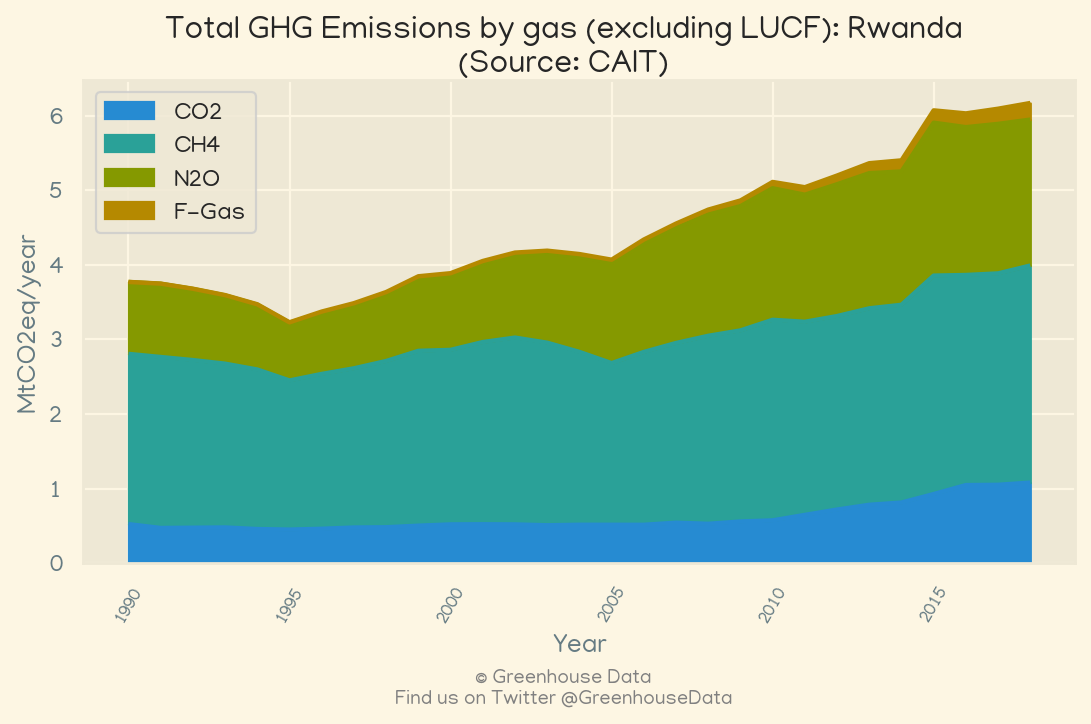 Total GHG Emissions by gas (excluding LUCF): Rwanda
(Source: CAIT)
CO2
CH4
N2O
F-Gas
MtCO2eq/year
6
5
4
3
2
1
0
1990
1995
2000
2005
2010
2015
Year
© Greenhouse Data
Find us on Twitter @GreenhouseData